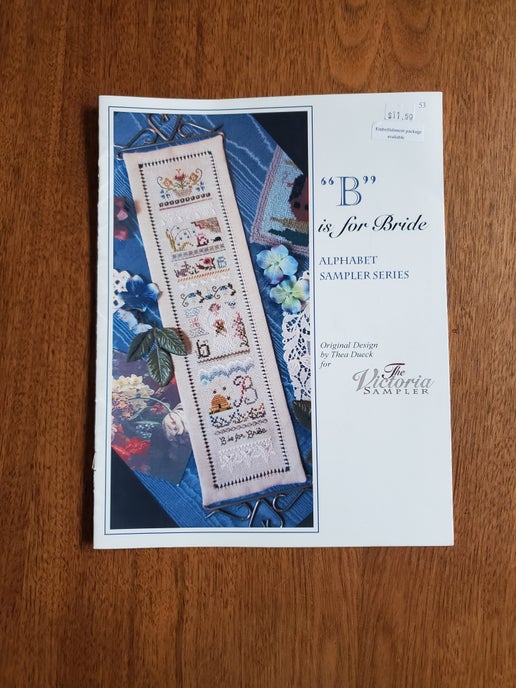 53
$17.50
Embellishment package
available
"B"
is for Bride
ALPHABET
SAMPLER SERIES
Original Design
by Thea Dueck
for
The
Victoria
SAMPLER
b
B
B is for Bride